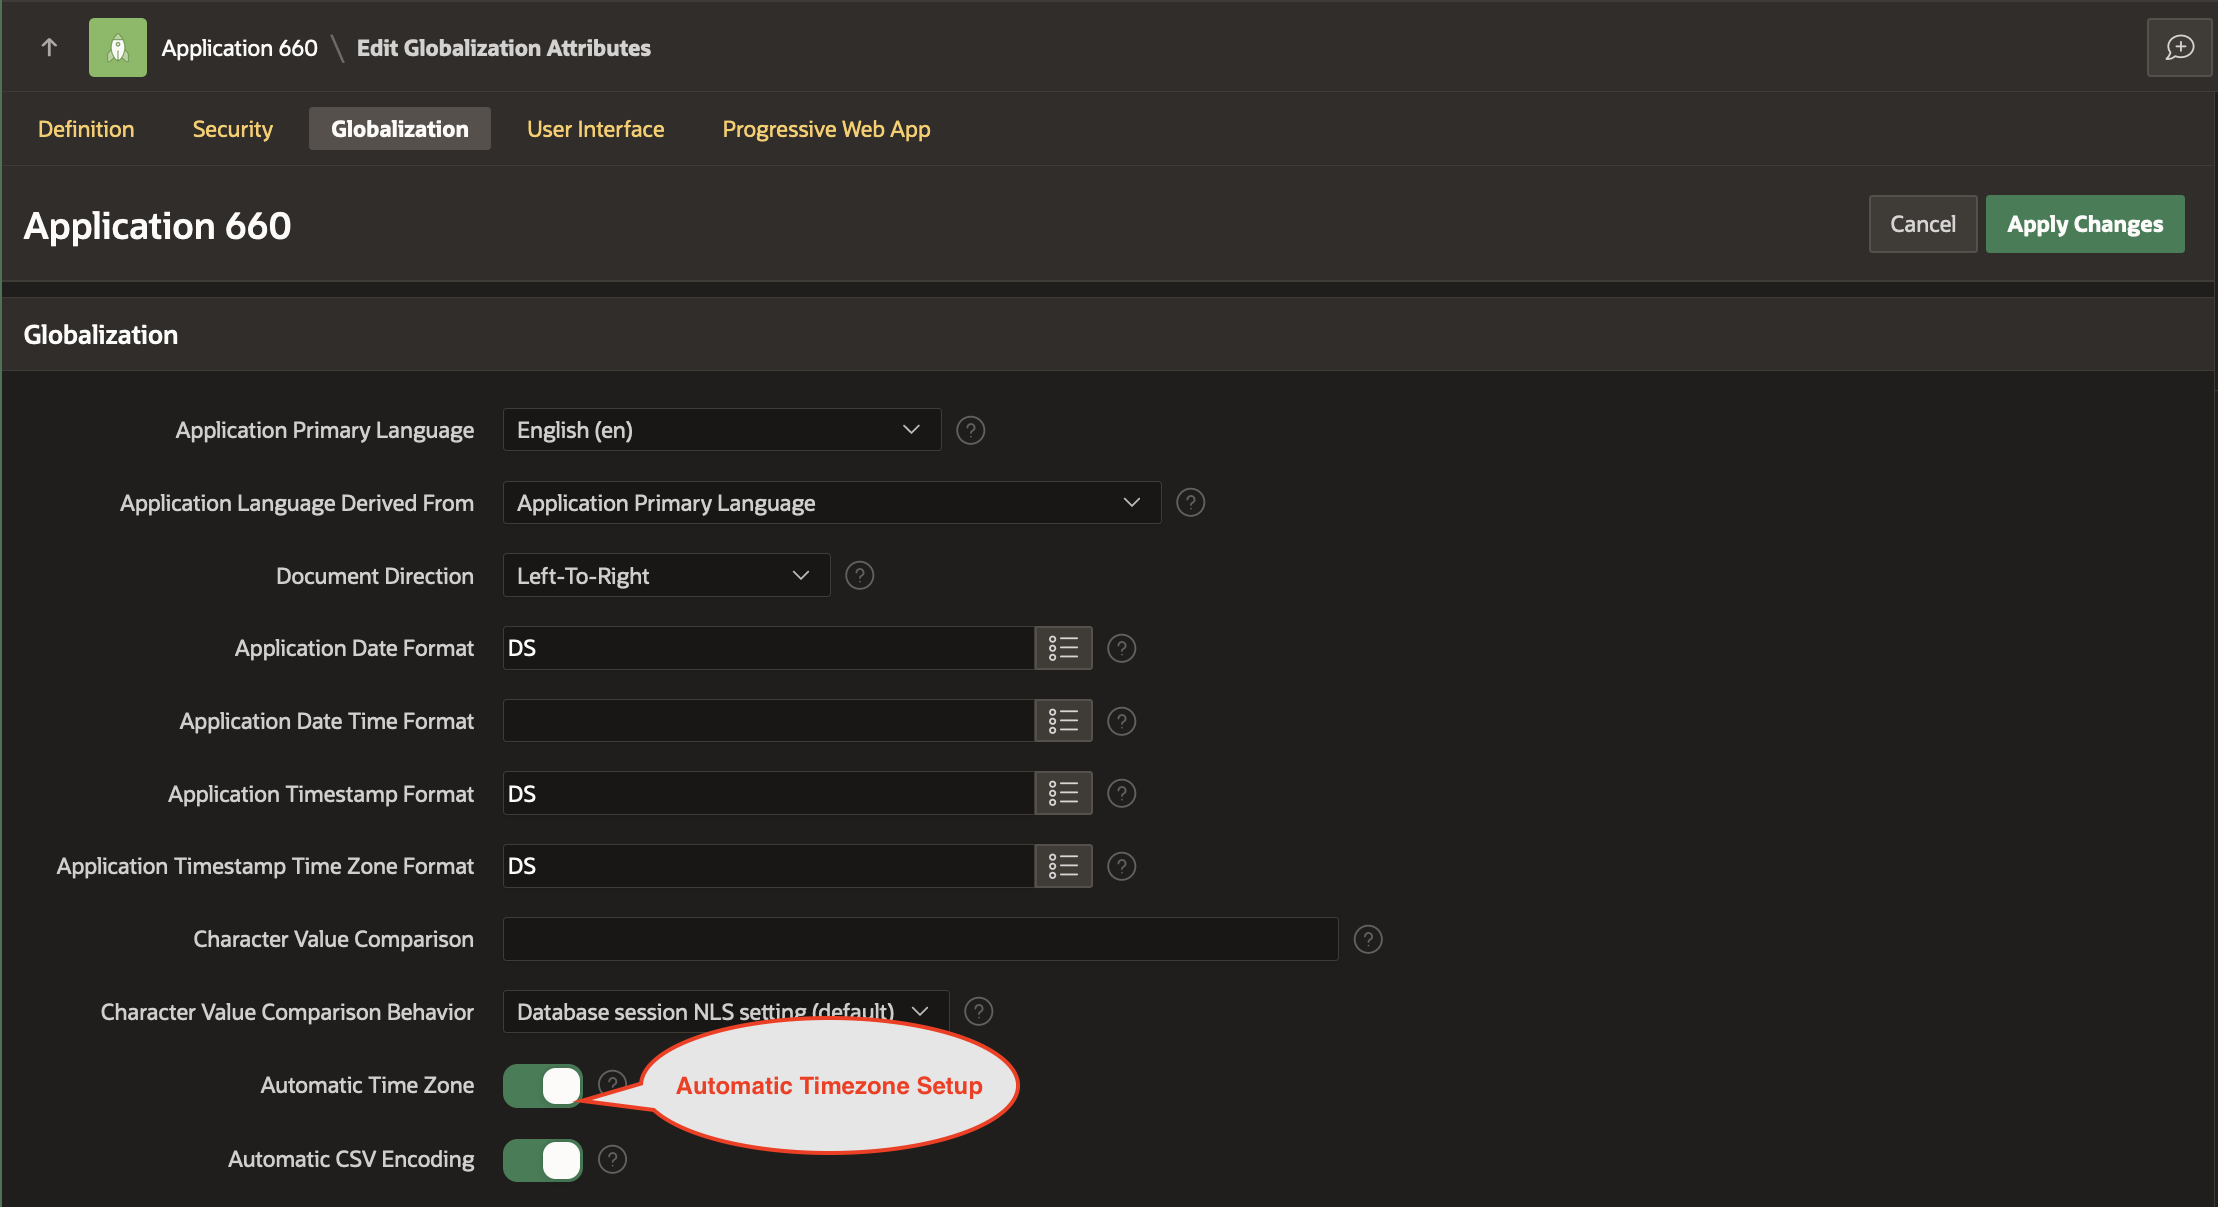 Application 660 \ Edit Globalization Attributes
Definition Security Globalization User Interface Progressive Web App
Application 660
Cancel Apply Changes
Globalization
Application Primary Language English (en) ?
Application Language Derived From Application Primary Language ?
Document Direction Left-To-Right ?
Application Date Format DS ?
Application Date Time Format ?
Application Timestamp Format DS ?
Application Timestamp Time Zone Format DS ?
Character Value Comparison ?
Character Value Comparison Behavior Database session NLS setting (default) ?
Automatic Time Zone ? Automatic Timezone Setup
Automatic CSV Encoding ?